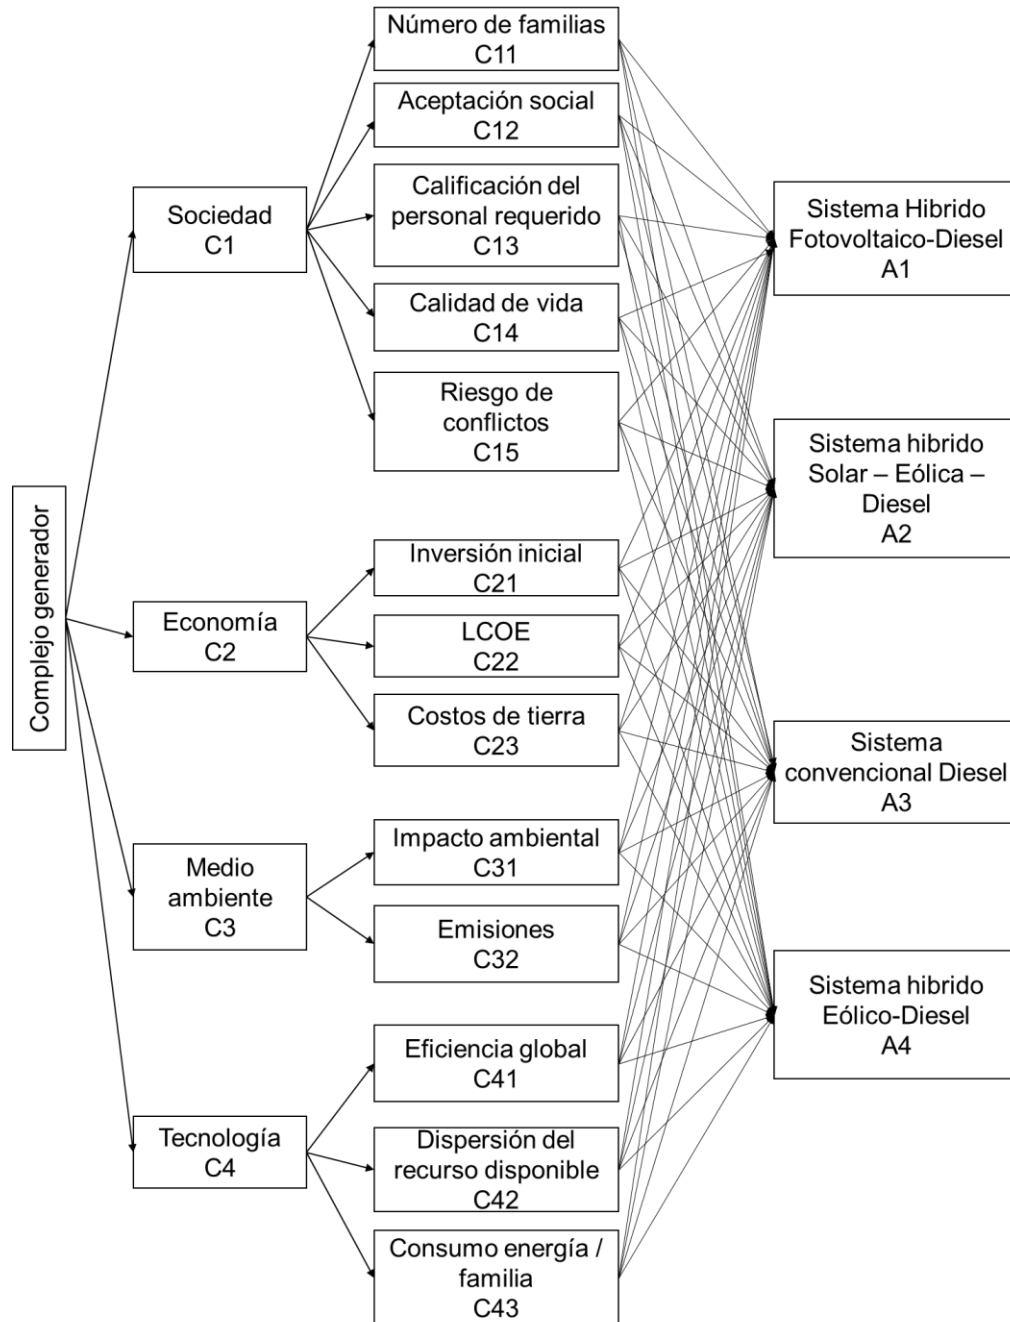 Complejo generador
Sociedad
C1
Economía
C2
Medio
ambiente
C3
Tecnología
C4
Número de familias
C11
Aceptación social
C12
Calificación del
personal requerido
C13
Calidad de vida
C14
Riesgo de
conflictos
C15
Inversión inicial
C21
LCOE
C22
Costos de tierra
C23
Impacto ambiental
C31
Emisiones
C32
Eficiencia global
C41
Dispersión del
recurso disponible
C42
Consumo energía /
familia
C43
Sistema Hibrido
Fotovoltaico-Diesel
A1
Sistema hibrido
Solar – Eólica –
Diesel
A2
Sistema
convencional Diesel
A3
Sistema hibrido
Eólico-Diesel
A4